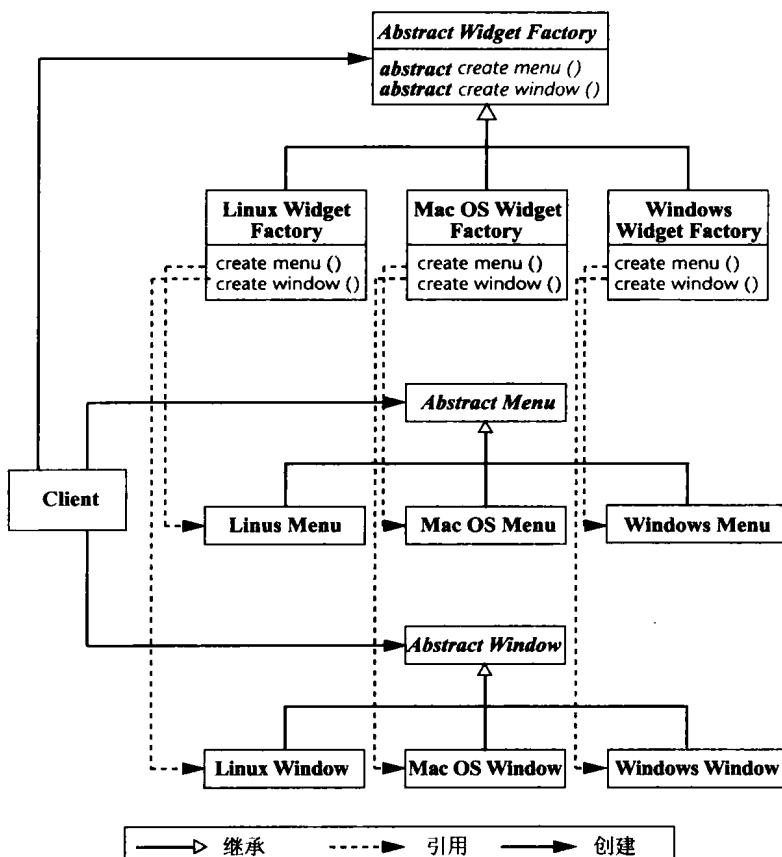 Abstract Widget Factory
abstract create menu ()
abstract create window ()
Linux Widget
Factory
create menu ()
create window ()
Mac OS Widget
Factory
create menu ()
create window ()
Windows
Widget Factory
create menu ()
create window ()
Abstract Menu
Client
Linus Menu
Mac OS Menu
Windows Menu
Abstract Window
Linux Window
Mac OS Window
Windows Window
继承
引用
创建